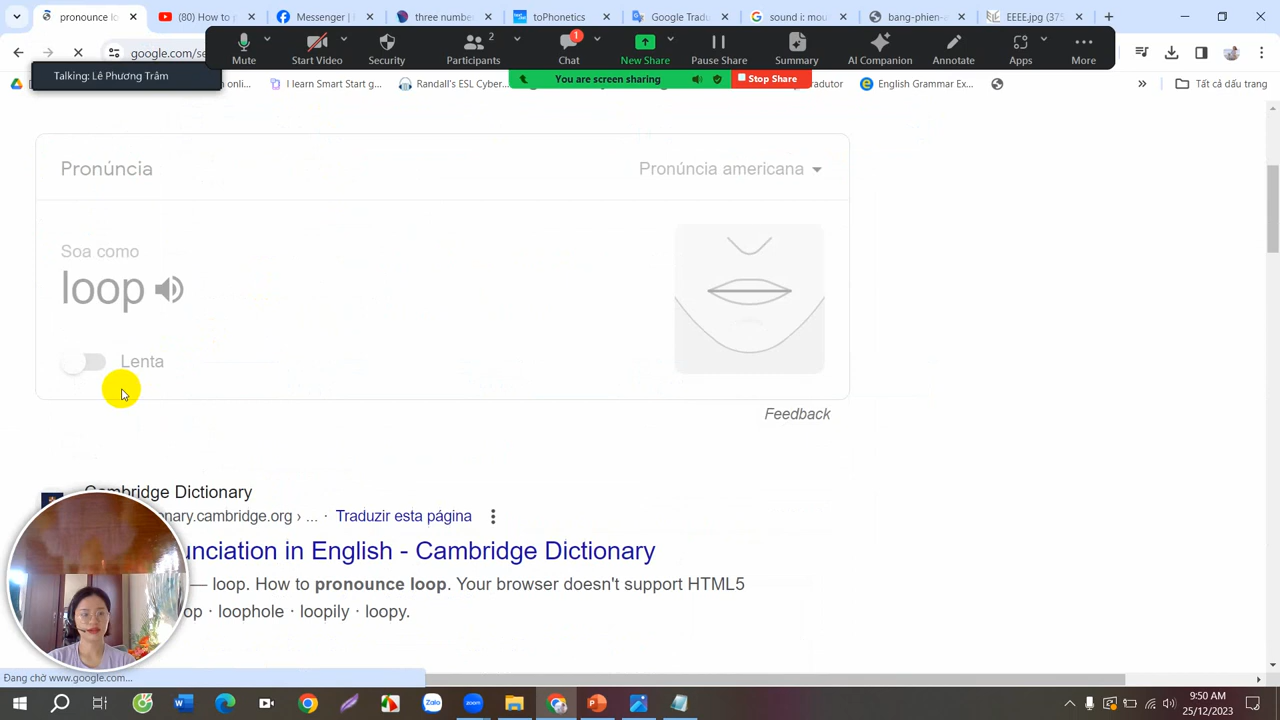 pronounce lo
(80) How to p
Messenger |
three number
toPhonetics
Google Tradu
sound i: mou
bang-phien-a
EEEE.jpg (37
google.com/se
Mute
Start Video
Security
Participants
2
Chat
1
New Share
Pause Share
Summary
AI Companion
Annotate
Apps
More
Talking: Lê Phương Trâm
You are screen sharing
Stop Share
onli...
I learn Smart Start g...
Randall's ESL Cyber...
adutor
English Grammar Ex...
Tất cả dấu trang
Pronúncia
Pronúncia americana
Soa como
loop
Lenta
Feedback
Cambridge Dictionary
onary.cambridge.org › ... · Traduzir esta página
unciation in English - Cambridge Dictionary
— loop. How to pronounce loop. Your browser doesn't support HTML5
op · loophole · loopily · loopy.
Đang chờ www.google.com...
9:50 AM
25/12/2023